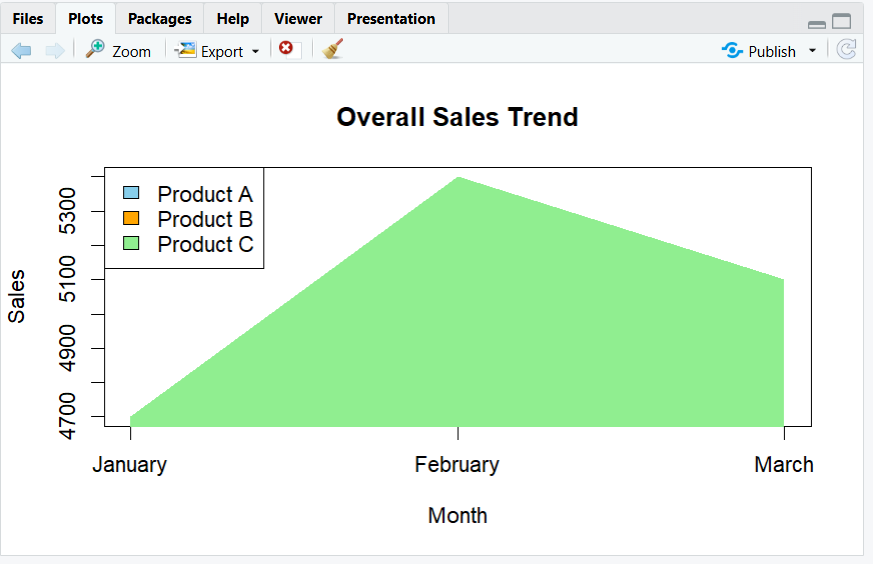 Files Plots Packages Help Viewer Presentation
Zoom Export Publish
Overall Sales Trend
Product A
Product B
Product C
Sales
5300
5100
4900
4700
January February March
Month